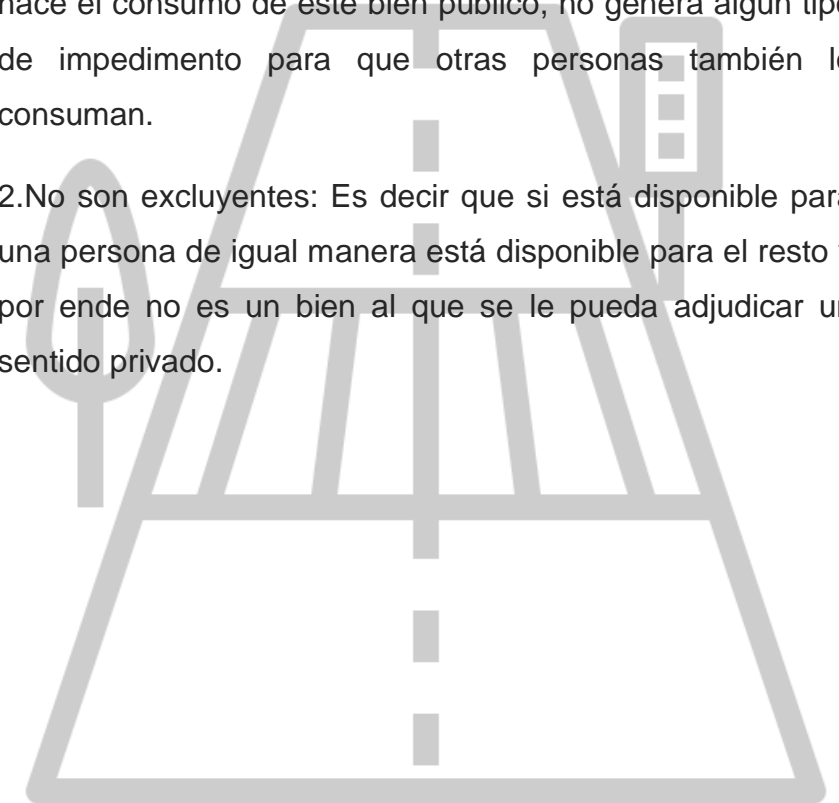 hace el consumo de este bien público, no genera algún tipo
de impedimento para que otras personas también
consuman.
2.No son excluyentes: Es decir que si está disponible para
una persona de igual manera está disponible para el resto
por ende no es un bien al que se le pueda adjudicar un
sentido privado.